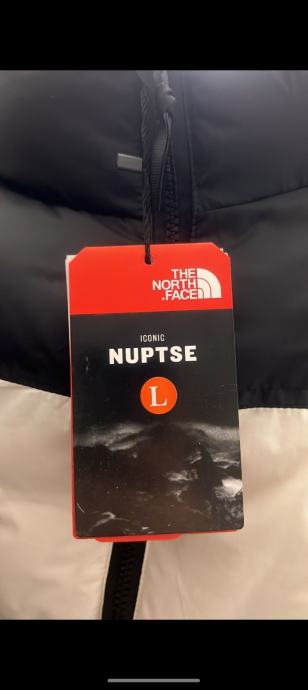 THE
NORTH
FACE
ICONIC
NUPTSE
L